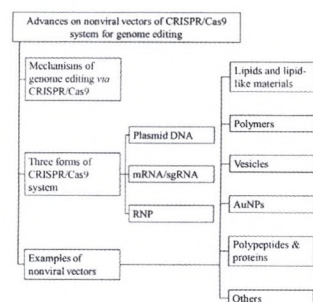 Advances on nonviral vectors of CRISPR/Cas9
system for genome editing
Mechanisms of
genome editing via
CRISPR/Cas9
Three forms of
CRISPR/Cas9
system
Plasmid DNA
mRNA/sgRNA
RNP
Examples of
nonviral vectors
Lipids and lipid-
like materials
Polymers
Vesicles
AuNPs
Polypeptides &
proteins
Others